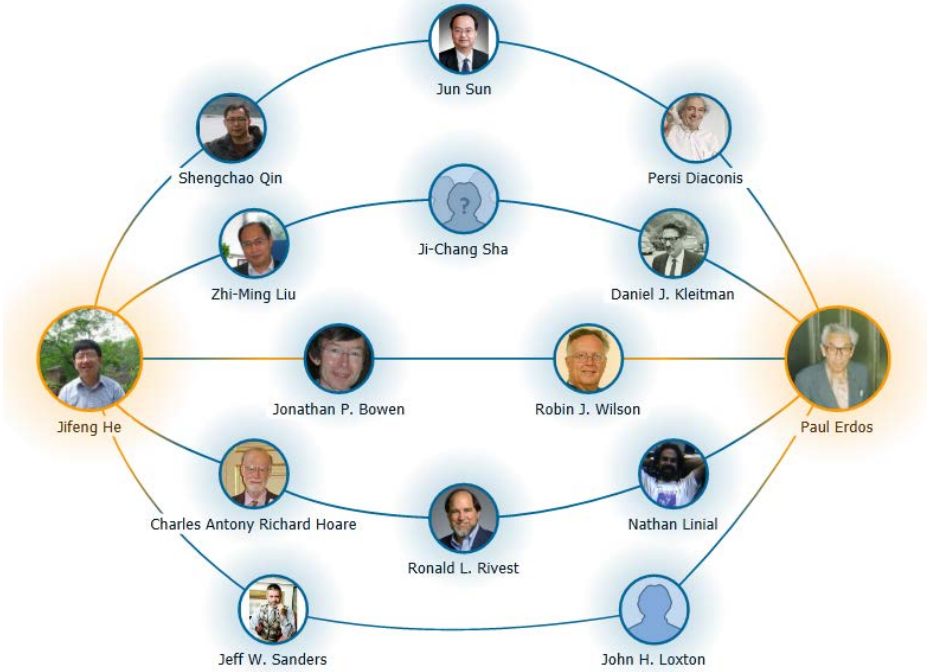 Jun Sun
Shengchao Qin
Persi Diaconis
?
Ji-Chang Sha
Zhi-Ming Liu
Daniel J. Kleitman
Jonathan P. Bowen
Robin J. Wilson
Jifeng He
Paul Erdos
Charles Antony Richard Hoare
Nathan Linial
Ronald L. Rivest
Jeff W. Sanders
John H. Loxton